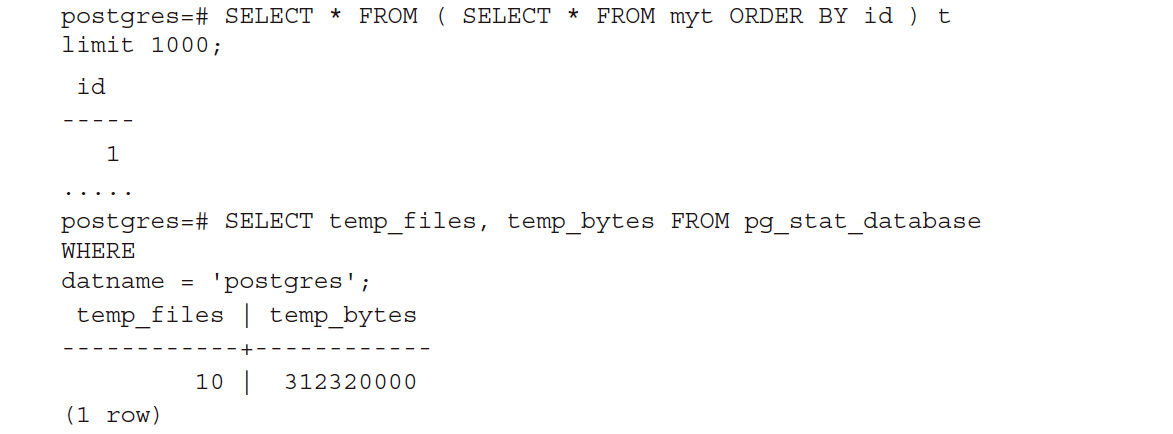 postgres=# SELECT * FROM ( SELECT * FROM myt ORDER BY id ) t
limit 1000;
id
-----
1
.....
postgres=# SELECT temp_files, temp_bytes FROM pg_stat_database
WHERE
datname = 'postgres';
temp_files | temp_bytes
------------+------------
10 | 312320000
(1 row)